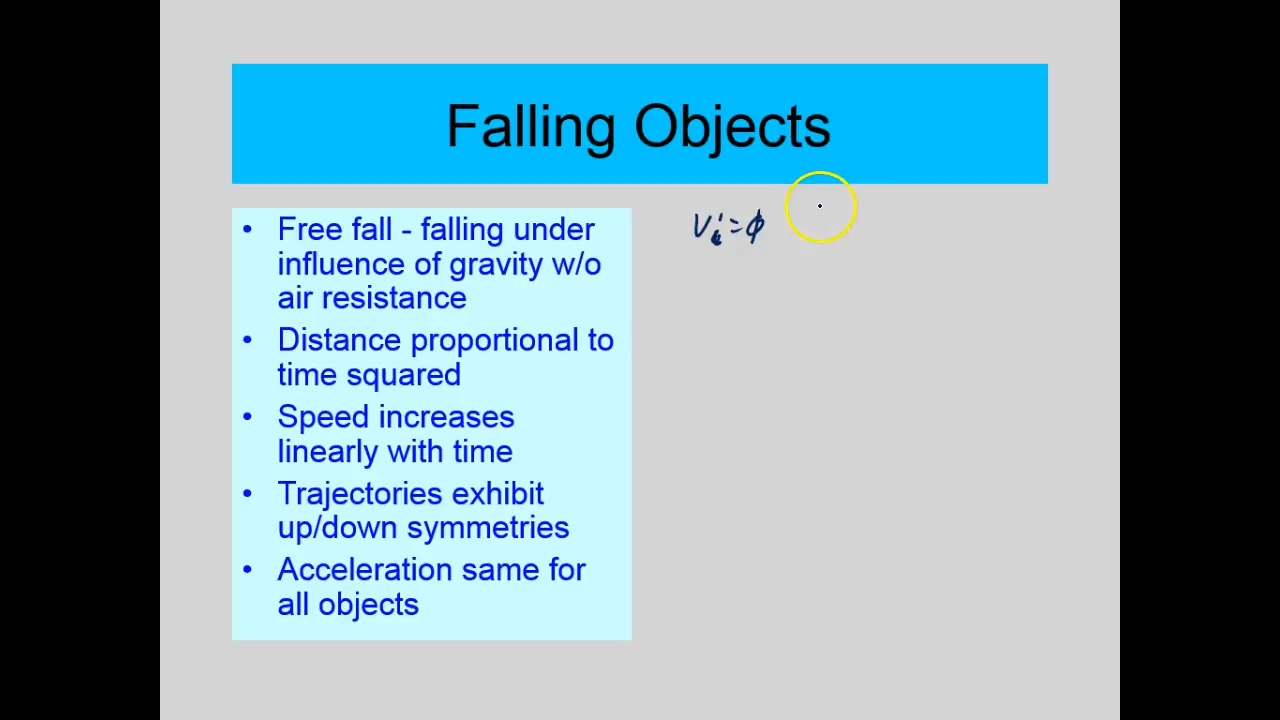 Falling Objects
• Free fall - falling under
influence of gravity w/o
air resistance
• Distance proportional to
time squared
• Speed increases
linearly with time
• Trajectories exhibit
up/down symmetries
• Acceleration same for
all objects
Vi = ϕ